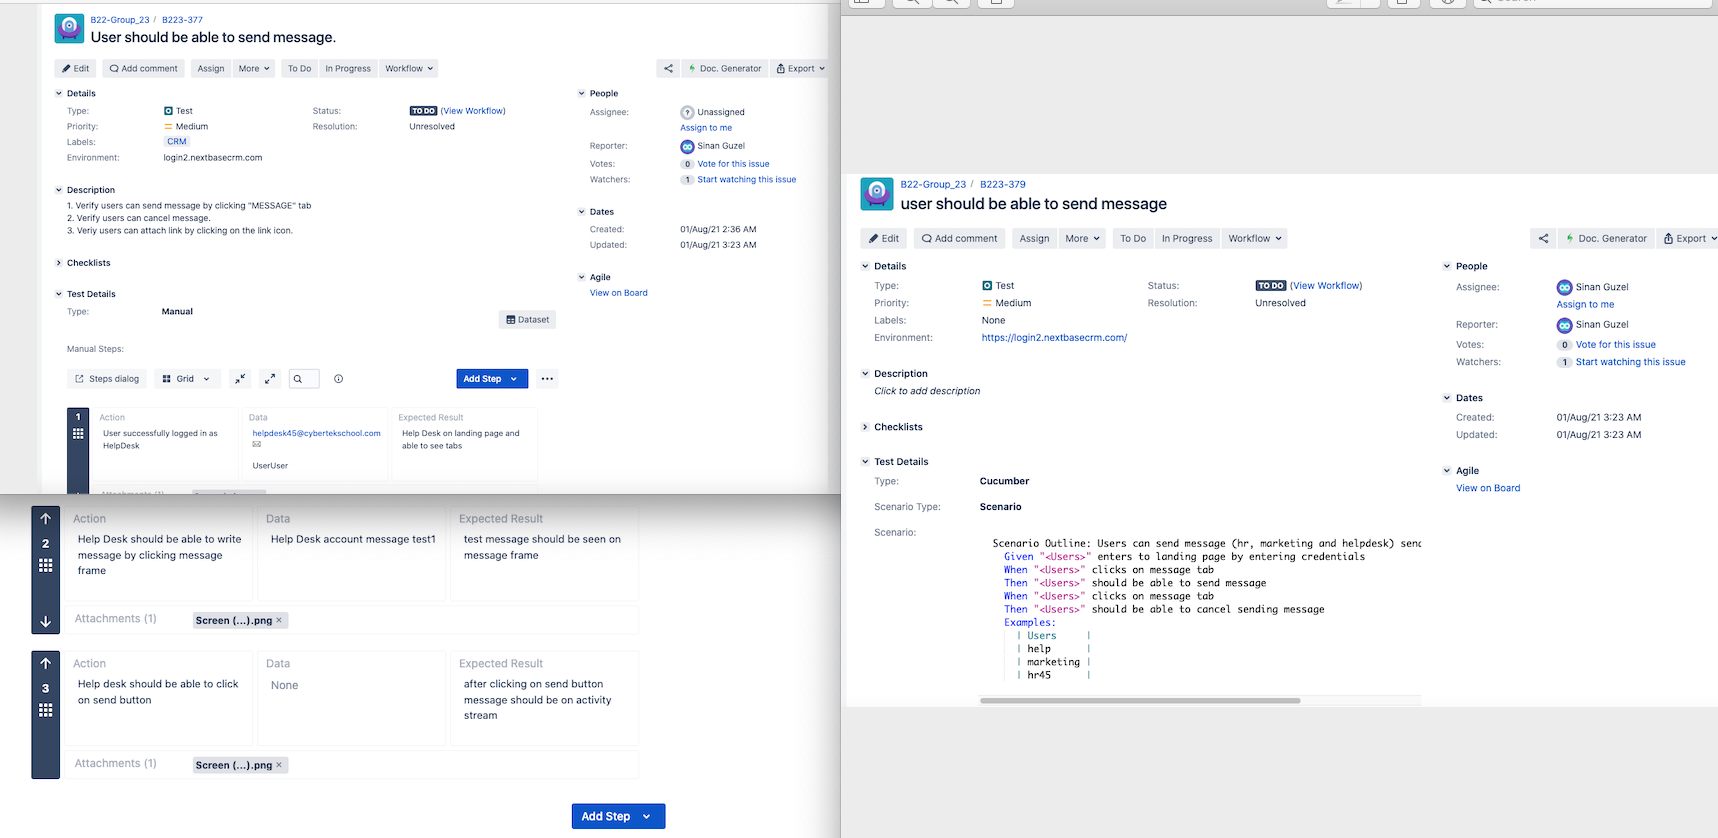 B22-Group_23 / B223-377
User should be able to send message.
Edit Add comment Assign More To Do In Progress Workflow Doc. Generator Export
Details
Type: Test Status: TO DO (View Workflow)
Priority: Medium Resolution: Unresolved
Labels: CRM
Environment: login2.nextbasecrm.com
People
Assignee: Unassigned
Assign to me
Reporter: Sinan Guzel
Votes: 0 Vote for this issue
Watchers: 1 Start watching this issue
Description
1. Verify users can send message by clicking "MESSAGE" tab
2. Verify users can cancel message.
3. Veriy users can attach link by clicking on the link icon.
Dates
Created: 01/Aug/21 2:36 AM
Updated: 01/Aug/21 3:23 AM
Checklists
Agile
View on Board
Test Details
Type: Manual
Dataset
Manual Steps:
Steps dialog Grid Add Step
1
Action Data Expected Result
User successfully logged in as
HelpDesk
helpdesk45@cybertekschool.com
UserUser
Help Desk on landing page and
able to see tabs
2
Action Data Expected Result
Help Desk should be able to write
message by clicking message
frame
Help Desk account message test1
test message should be seen on
message frame
Attachments (1) Screen (...).png ×
3
Action Data Expected Result
Help desk should be able to click
on send button
None
after clicking on send button
message should be on activity
stream
Attachments (1) Screen (...).png ×
Add Step
B22-Group_23 / B223-379
user should be able to send message
Edit Add comment Assign More To Do In Progress Workflow Doc. Generator Export
Details
Type: Test Status: TO DO (View Workflow)
Priority: Medium Resolution: Unresolved
Labels: None
Environment: https://login2.nextbasecrm.com/
People
Assignee: Sinan Guzel
Assign to me
Reporter: Sinan Guzel
Votes: 0 Vote for this issue
Watchers: 1 Start watching this issue
Description
Click to add description
Dates
Created: 01/Aug/21 3:23 AM
Updated: 01/Aug/21 3:23 AM
Checklists
Test Details
Agile
View on Board
Type: Cucumber
Scenario Type: Scenario
Scenario:
Scenario Outline: Users can send message (hr, marketing and helpdesk)
Given "<Users>" enters to landing page by entering credentials
When "<Users>" clicks on message tab
Then "<Users>" should be able to send message
When "<Users>" clicks on message tab
Then "<Users>" should be able to cancel sending message
Examples:
| Users |
| help |
| marketing |
| hr45 |